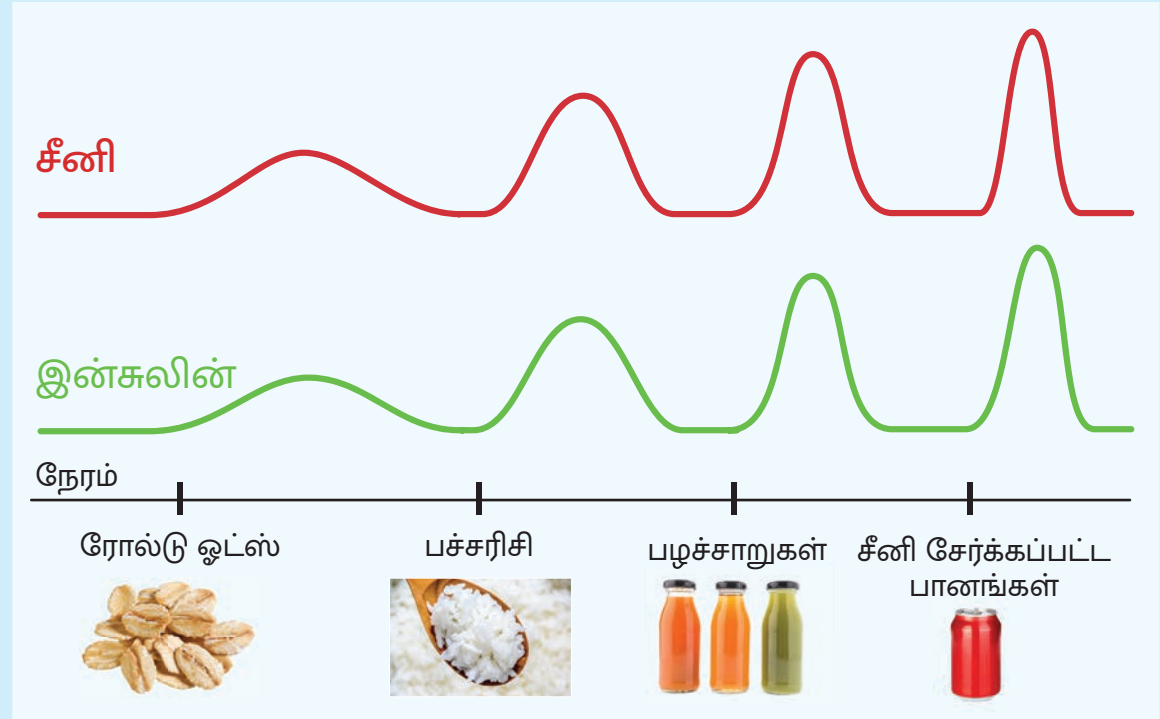 சீனி
இன்சுலின்
நேரம்
ரோல்டு ஓட்ஸ்
பச்சரிசி
பழச்சாறுகள்
சீனி சேர்க்கப்பட்ட
பானங்கள்